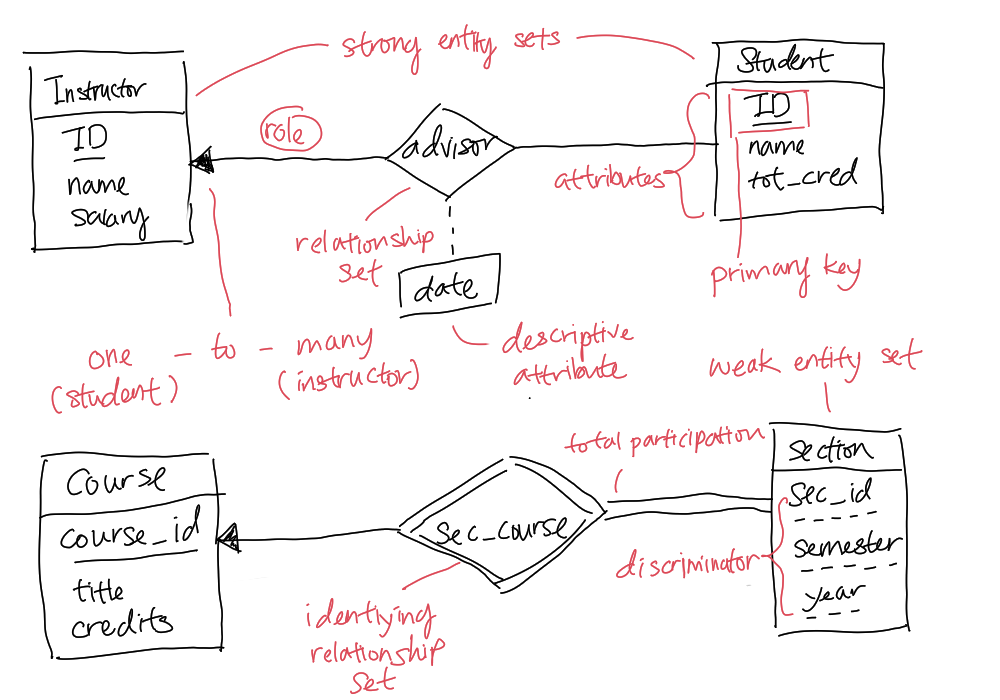 strong entity sets
Instructor
ID
name
salary
role
advisor
Student
ID
name
tot_cred
attributes
relationship
set
date
primary key
one - to - many
(student) (instructor)
descriptive
attribute
weak entity set
total participation
Course
course_id
title
credits
sec_course
section
sec_id
semester
year
discriminator
identiying
relationship
set